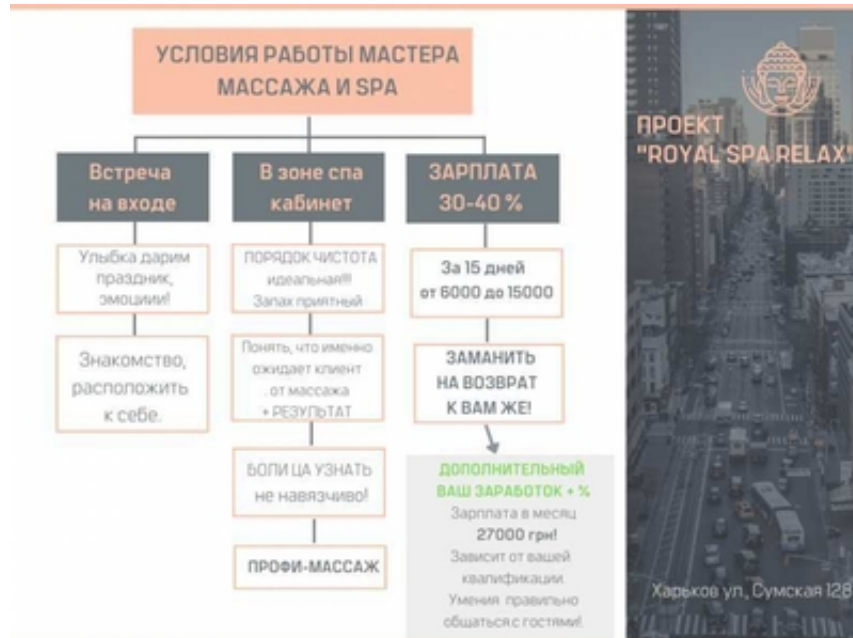 УСЛОВИЯ РАБОТЫ МАСТЕРА
МАССАЖА И SPA
Встреча
на входе
Улыбка дарим
праздник,
эмоциии!
Знакомство,
расположить
к себе.
В зоне спа
кабинет
ПОРЯДОК ЧИСТОТА
идеальная!!!
Запах приятный
Понять, что именно
ожидает клиент
. от массажа
+ РЕЗУЛЬТАТ
БОЛИ ЦА УЗНАТЬ
не навязчиво!
ПРОФИ-МАССАЖ
ЗАРПЛАТА
30-40 %
За 15 дней
от 6000 до 15000
ЗАМАНИТЬ
НА ВОЗВРАТ
К ВАМ ЖЕ!
ДОПОЛНИТЕЛЬНЫЙ
ВАШ ЗАРАБОТОК + %
Зарплата в месяц
27000 грн!
Зависит от вашей
квалификации.
Умения правильно
общаться с гостями!
ПРОЕКТ
"ROYAL SPA RELAX"
Харьков ул., Сумская 128